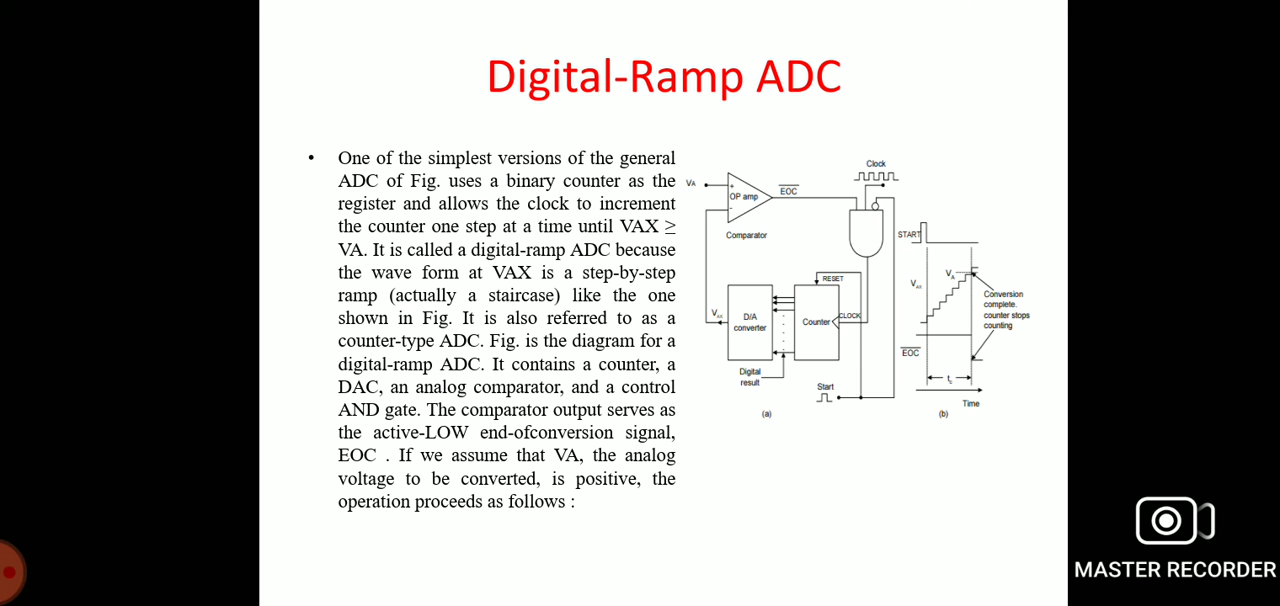 Digital-Ramp ADC
• One of the simplest versions of the general
ADC of Fig. uses a binary counter as the
register and allows the clock to increment
the counter one step at a time until VAX ≥
VA. It is called a digital-ramp ADC because
the wave form at VAX is a step-by-step
ramp (actually a staircase) like the one
shown in Fig. It is also referred to as a
counter-type ADC. Fig. is the diagram for a
digital-ramp ADC. It contains a counter, a
DAC, an analog comparator, and a control
AND gate. The comparator output serves as
the active-LOW end-ofconversion signal,
EOC . If we assume that VA, the analog
voltage to be converted, is positive, the
operation proceeds as follows :
Clock
VA
+
OP amp
-
EOC
Comparator
RESET
VAX
D/A
converter
Counter
CLOCK
Digital
result
Start
(a)
START
VAX
VA
Conversion
complete.
counter stops
counting
EOC
tc
Time
(b)
MASTER RECORDER